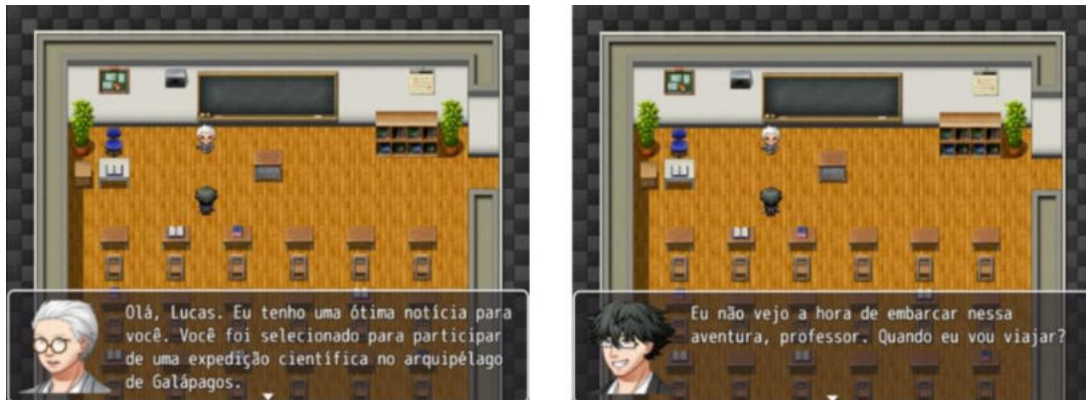 Olá, Lucas. Eu tenho uma ótima notícia para
você. Você foi selecionado para participar
de uma expedição científica no arquipélago
de Galápagos.
Eu não vejo a hora de embarcar nessa
aventura, professor. Quando eu vou viajar?